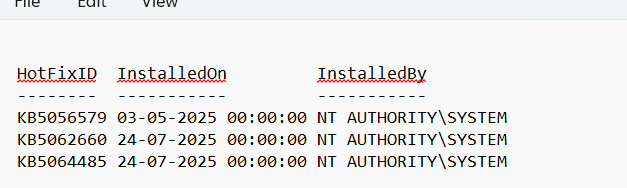 File Edit View
HotFixID InstalledOn InstalledBy
-------- ----------- -----------
KB5056579 03-05-2025 00:00:00 NT AUTHORITY\SYSTEM
KB5062660 24-07-2025 00:00:00 NT AUTHORITY\SYSTEM
KB5064485 24-07-2025 00:00:00 NT AUTHORITY\SYSTEM